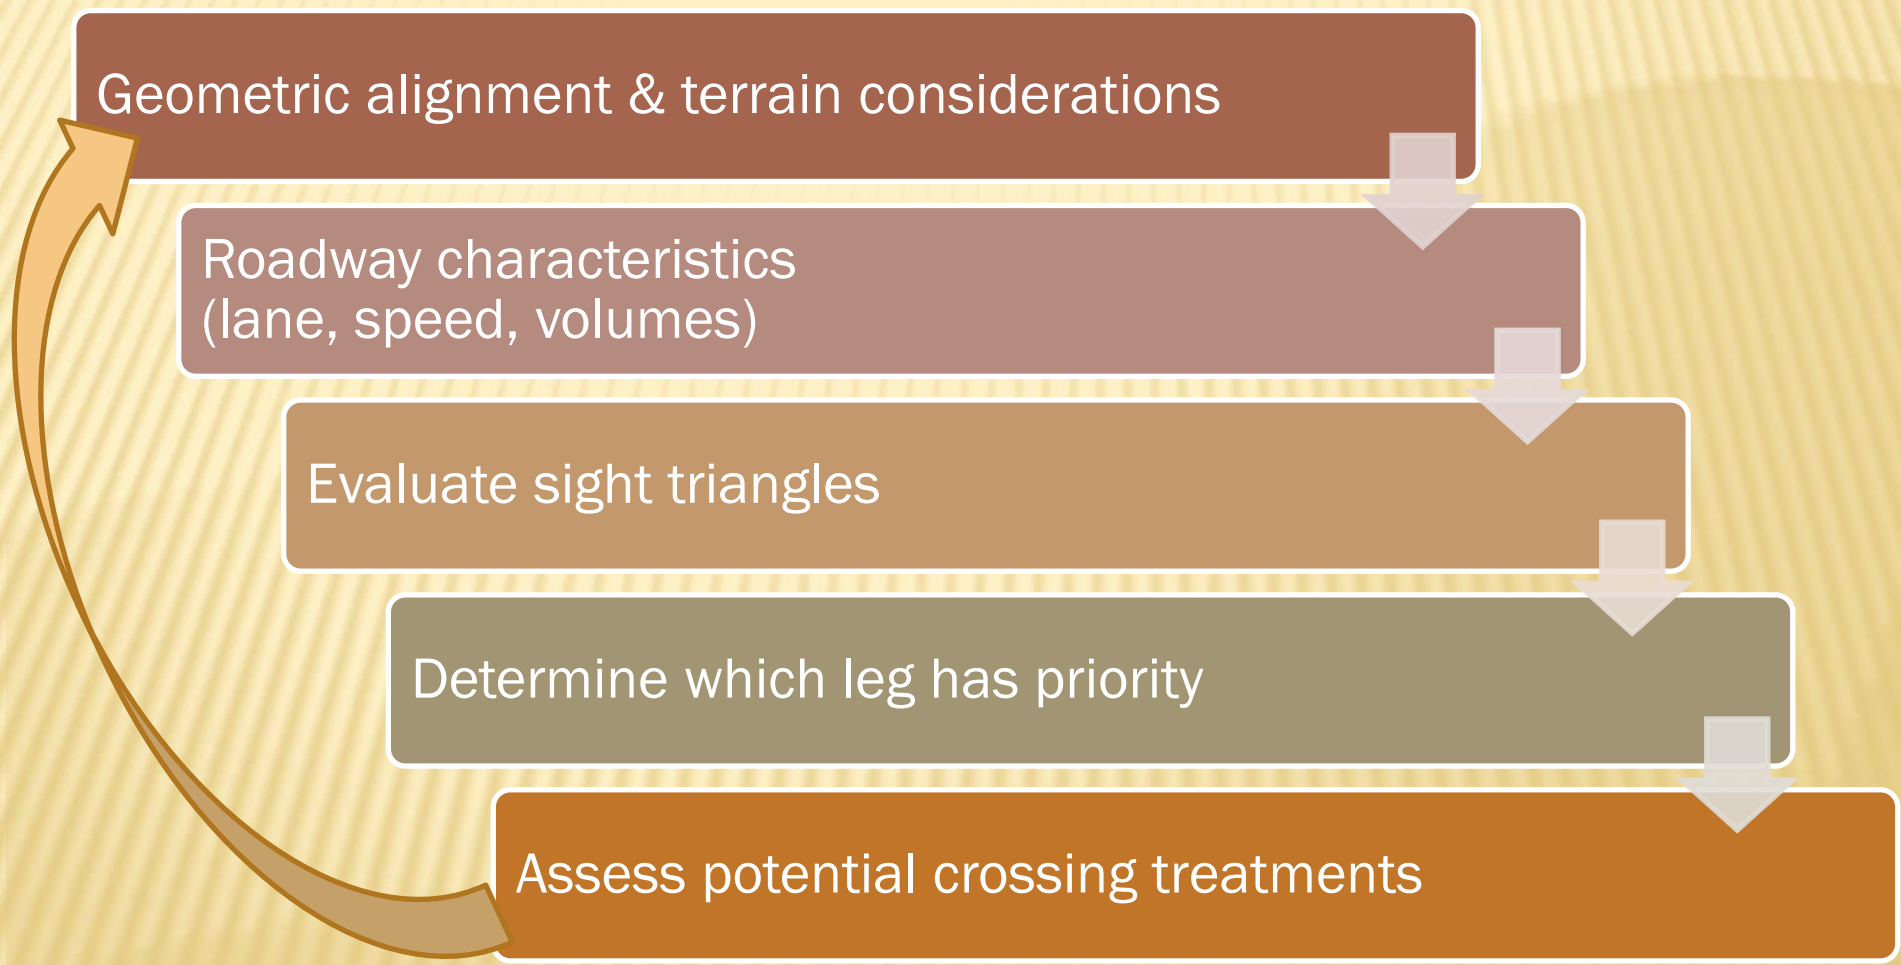 Geometric alignment & terrain considerations
Roadway characteristics
(lane, speed, volumes)
Evaluate sight triangles
Determine which leg has priority
Assess potential crossing treatments